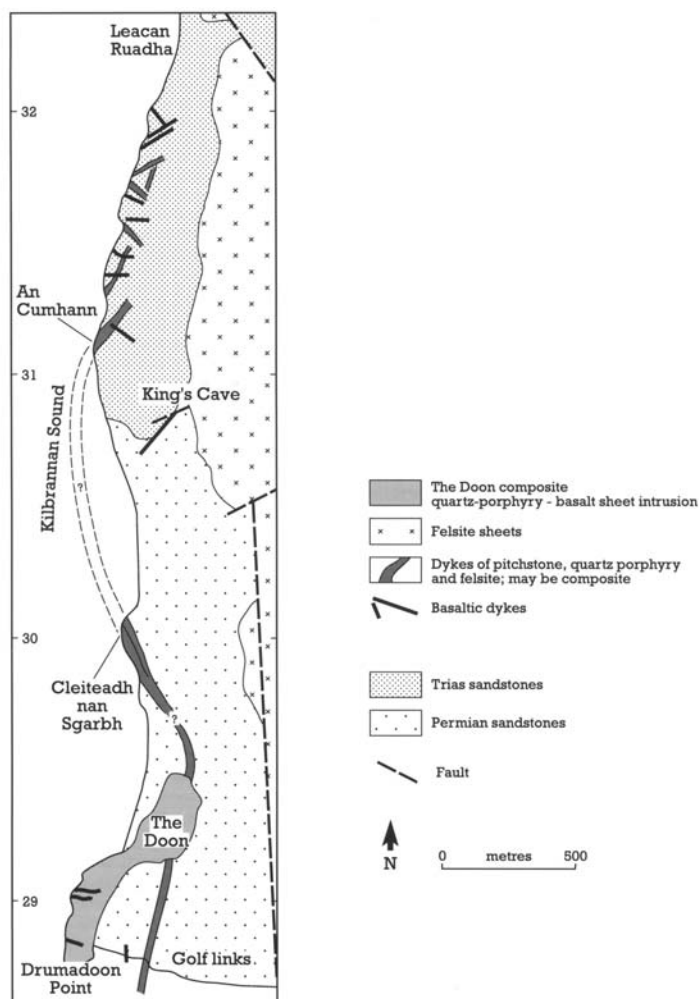 Leacan
Ruadha
32
An
Cumhann
31
King's Cave
Kilbrannan Sound
?
30
Cleiteadh
nan
Sgarbh
?
The
Doon
29
Golf links
Drumadoon
Point
The Doon composite
quartz-porphyry - basalt sheet intrusion
Felsite sheets
Dykes of pitchstone, quartz porphyry
and felsite; may be composite
Basaltic dykes
Trias sandstones
Permian sandstones
Fault
N
0 metres 500